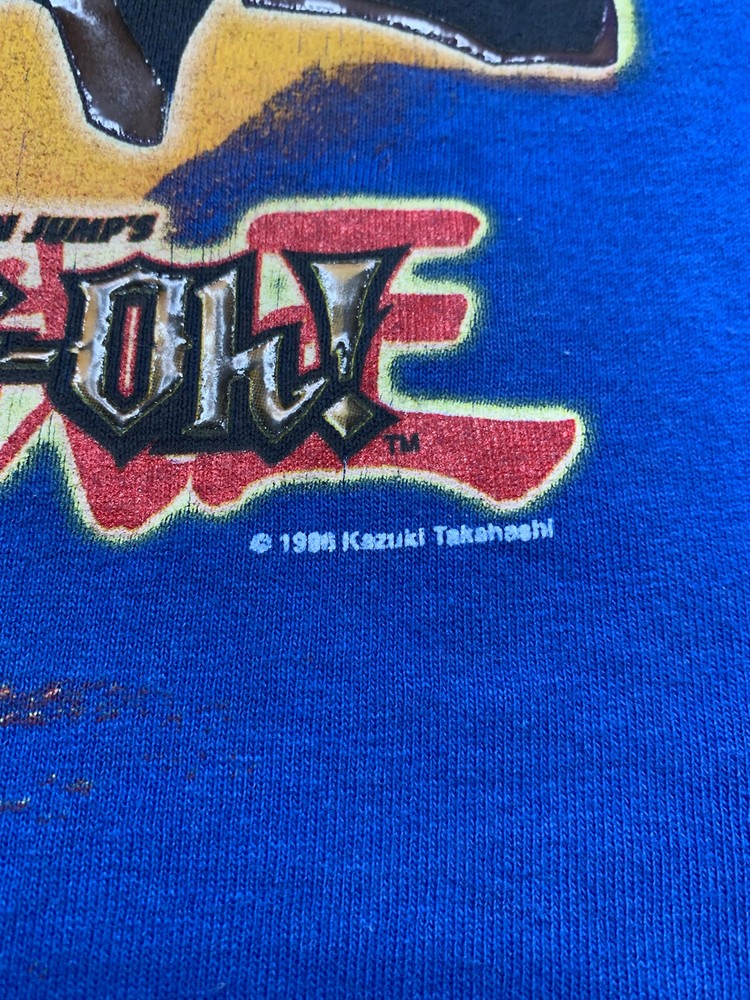 N JUMP'S
-Oh!
TM
© 1996 Kazuki Takahashi